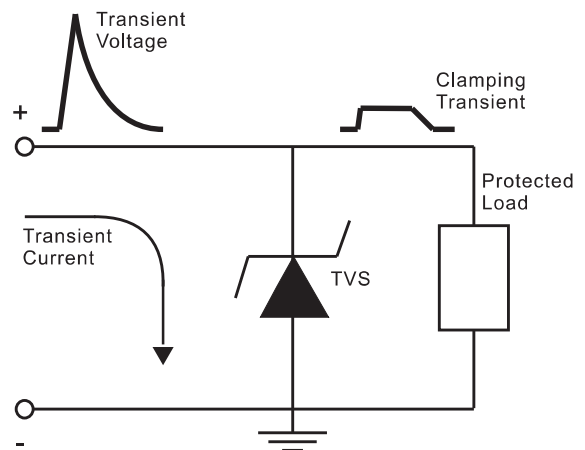 Transient
Voltage
Clamping
Transient
+
Protected
Load
Transient
Current
TVS
-